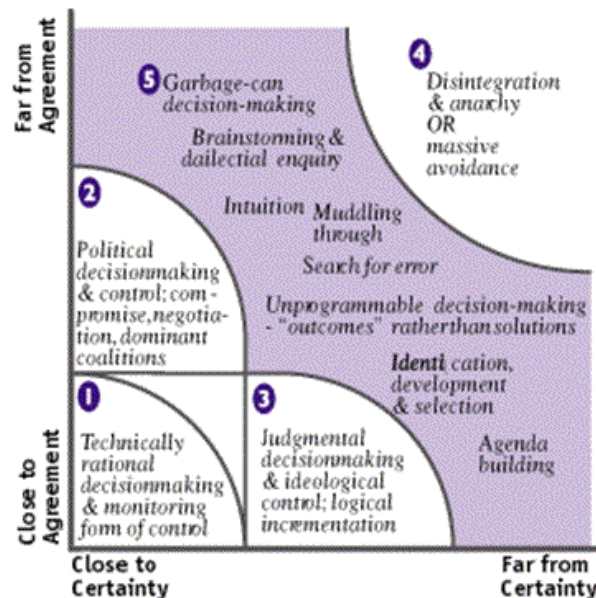 Far from
Agreement
5 Garbage-can
decision-making
Brainstorming &
dailectial enquiry
Intuition Muddling
through
Search for error
Unprogrammable decision-making
- "outcomes" ratherthan solutions
Identi cation,
development
& selection
Agenda
building
4
Disintegration
& anarchy
OR
massive
avoidance
2
Political
decisionmaking
& control; com-
promise, negotia-
tion, dominant
coalitions
1
Technically
rational
decisionmaking
& monitoring
form of control
3
Judgmental
decisionmaking
& ideological
control; logical
incrementation
Close to
Agreement
Close to
Certainty
Far from
Certainty